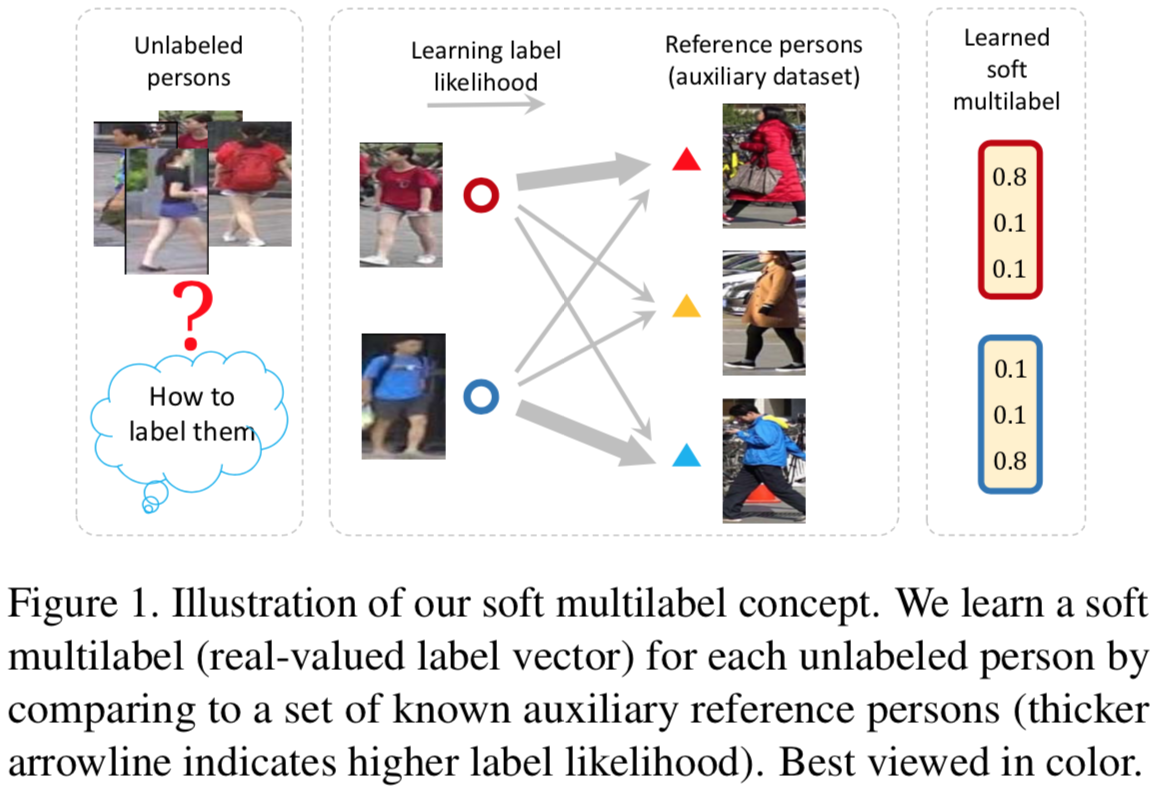 Unlabeled
persons
?
How to
label them
Learning label
likelihood
Reference persons
(auxiliary dataset)
Learned
soft
multilabel
0.8
0.1
0.1
0.1
0.1
0.8
Figure 1. Illustration of our soft multilabel concept. We learn a soft
multilabel (real-valued label vector) for each unlabeled person by
comparing to a set of known auxiliary reference persons (thicker
arrowline indicates higher label likelihood). Best viewed in color.